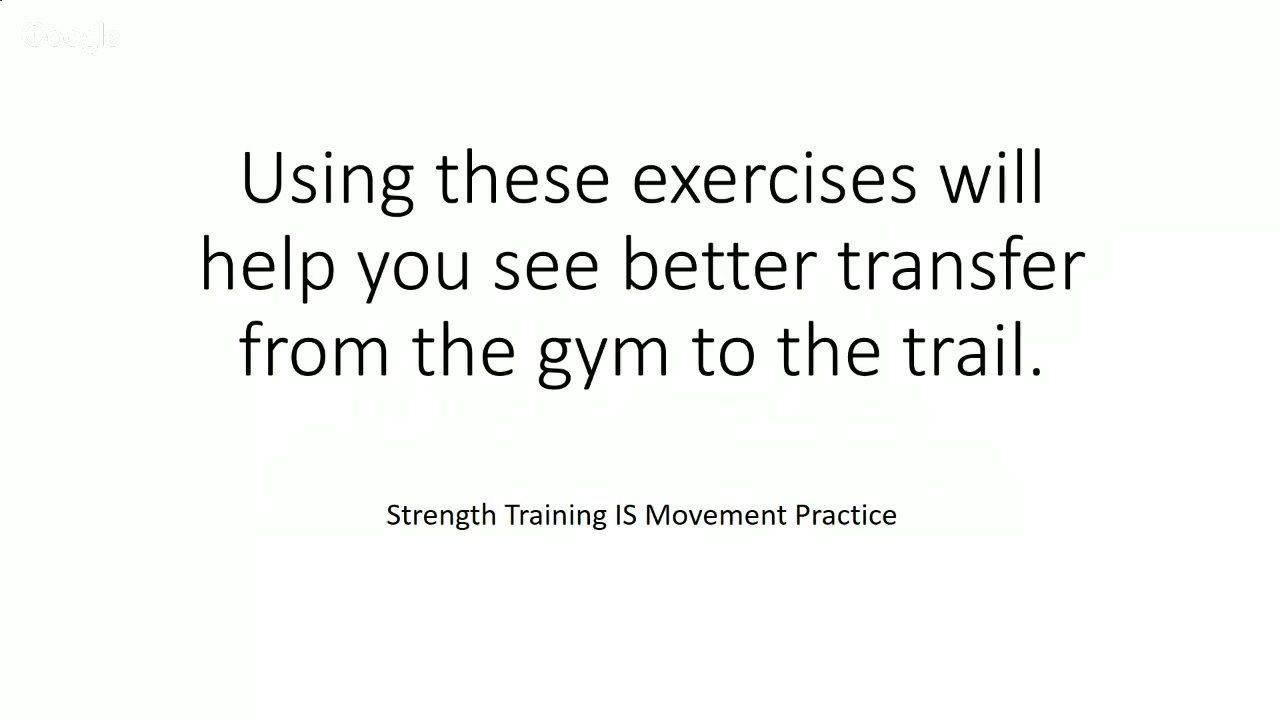 Google
Using these exercises will
help you see better transfer
from the gym to the trail.
Strength Training IS Movement Practice